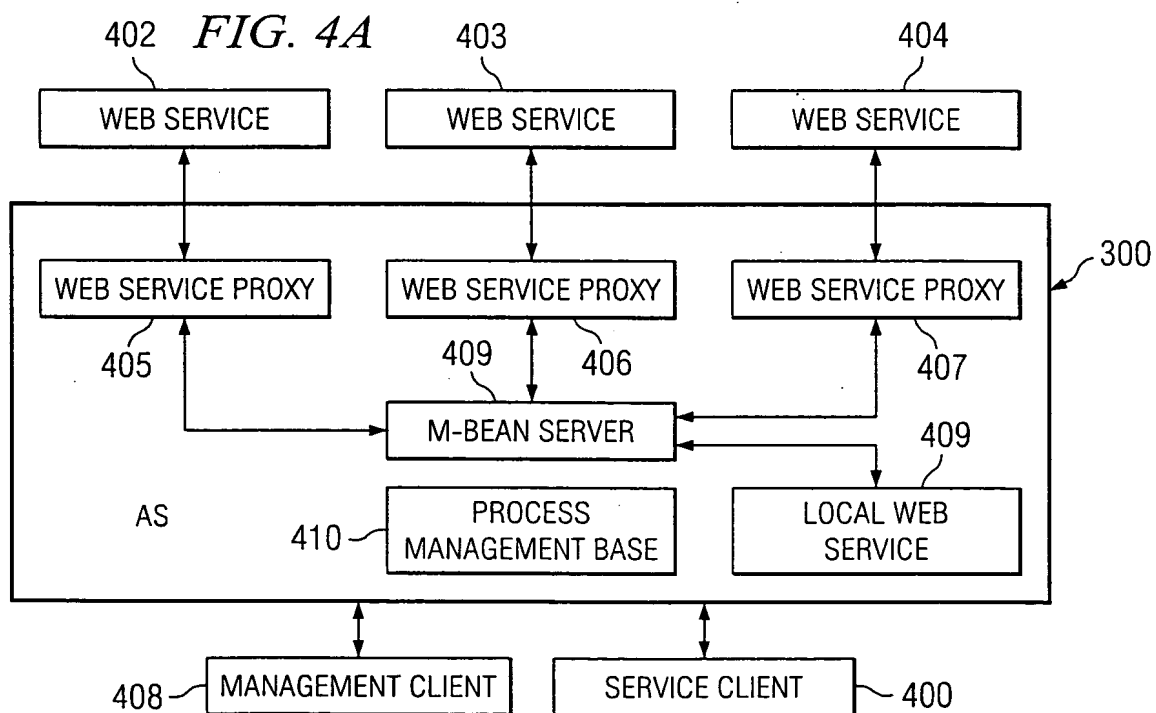 FIG. 4A
402
403
404
WEB SERVICE
WEB SERVICE
WEB SERVICE
300
WEB SERVICE PROXY
WEB SERVICE PROXY
WEB SERVICE PROXY
405
409
406
407
M-BEAN SERVER
409
AS
410
PROCESS
MANAGEMENT BASE
LOCAL WEB
SERVICE
408
MANAGEMENT CLIENT
SERVICE CLIENT
400